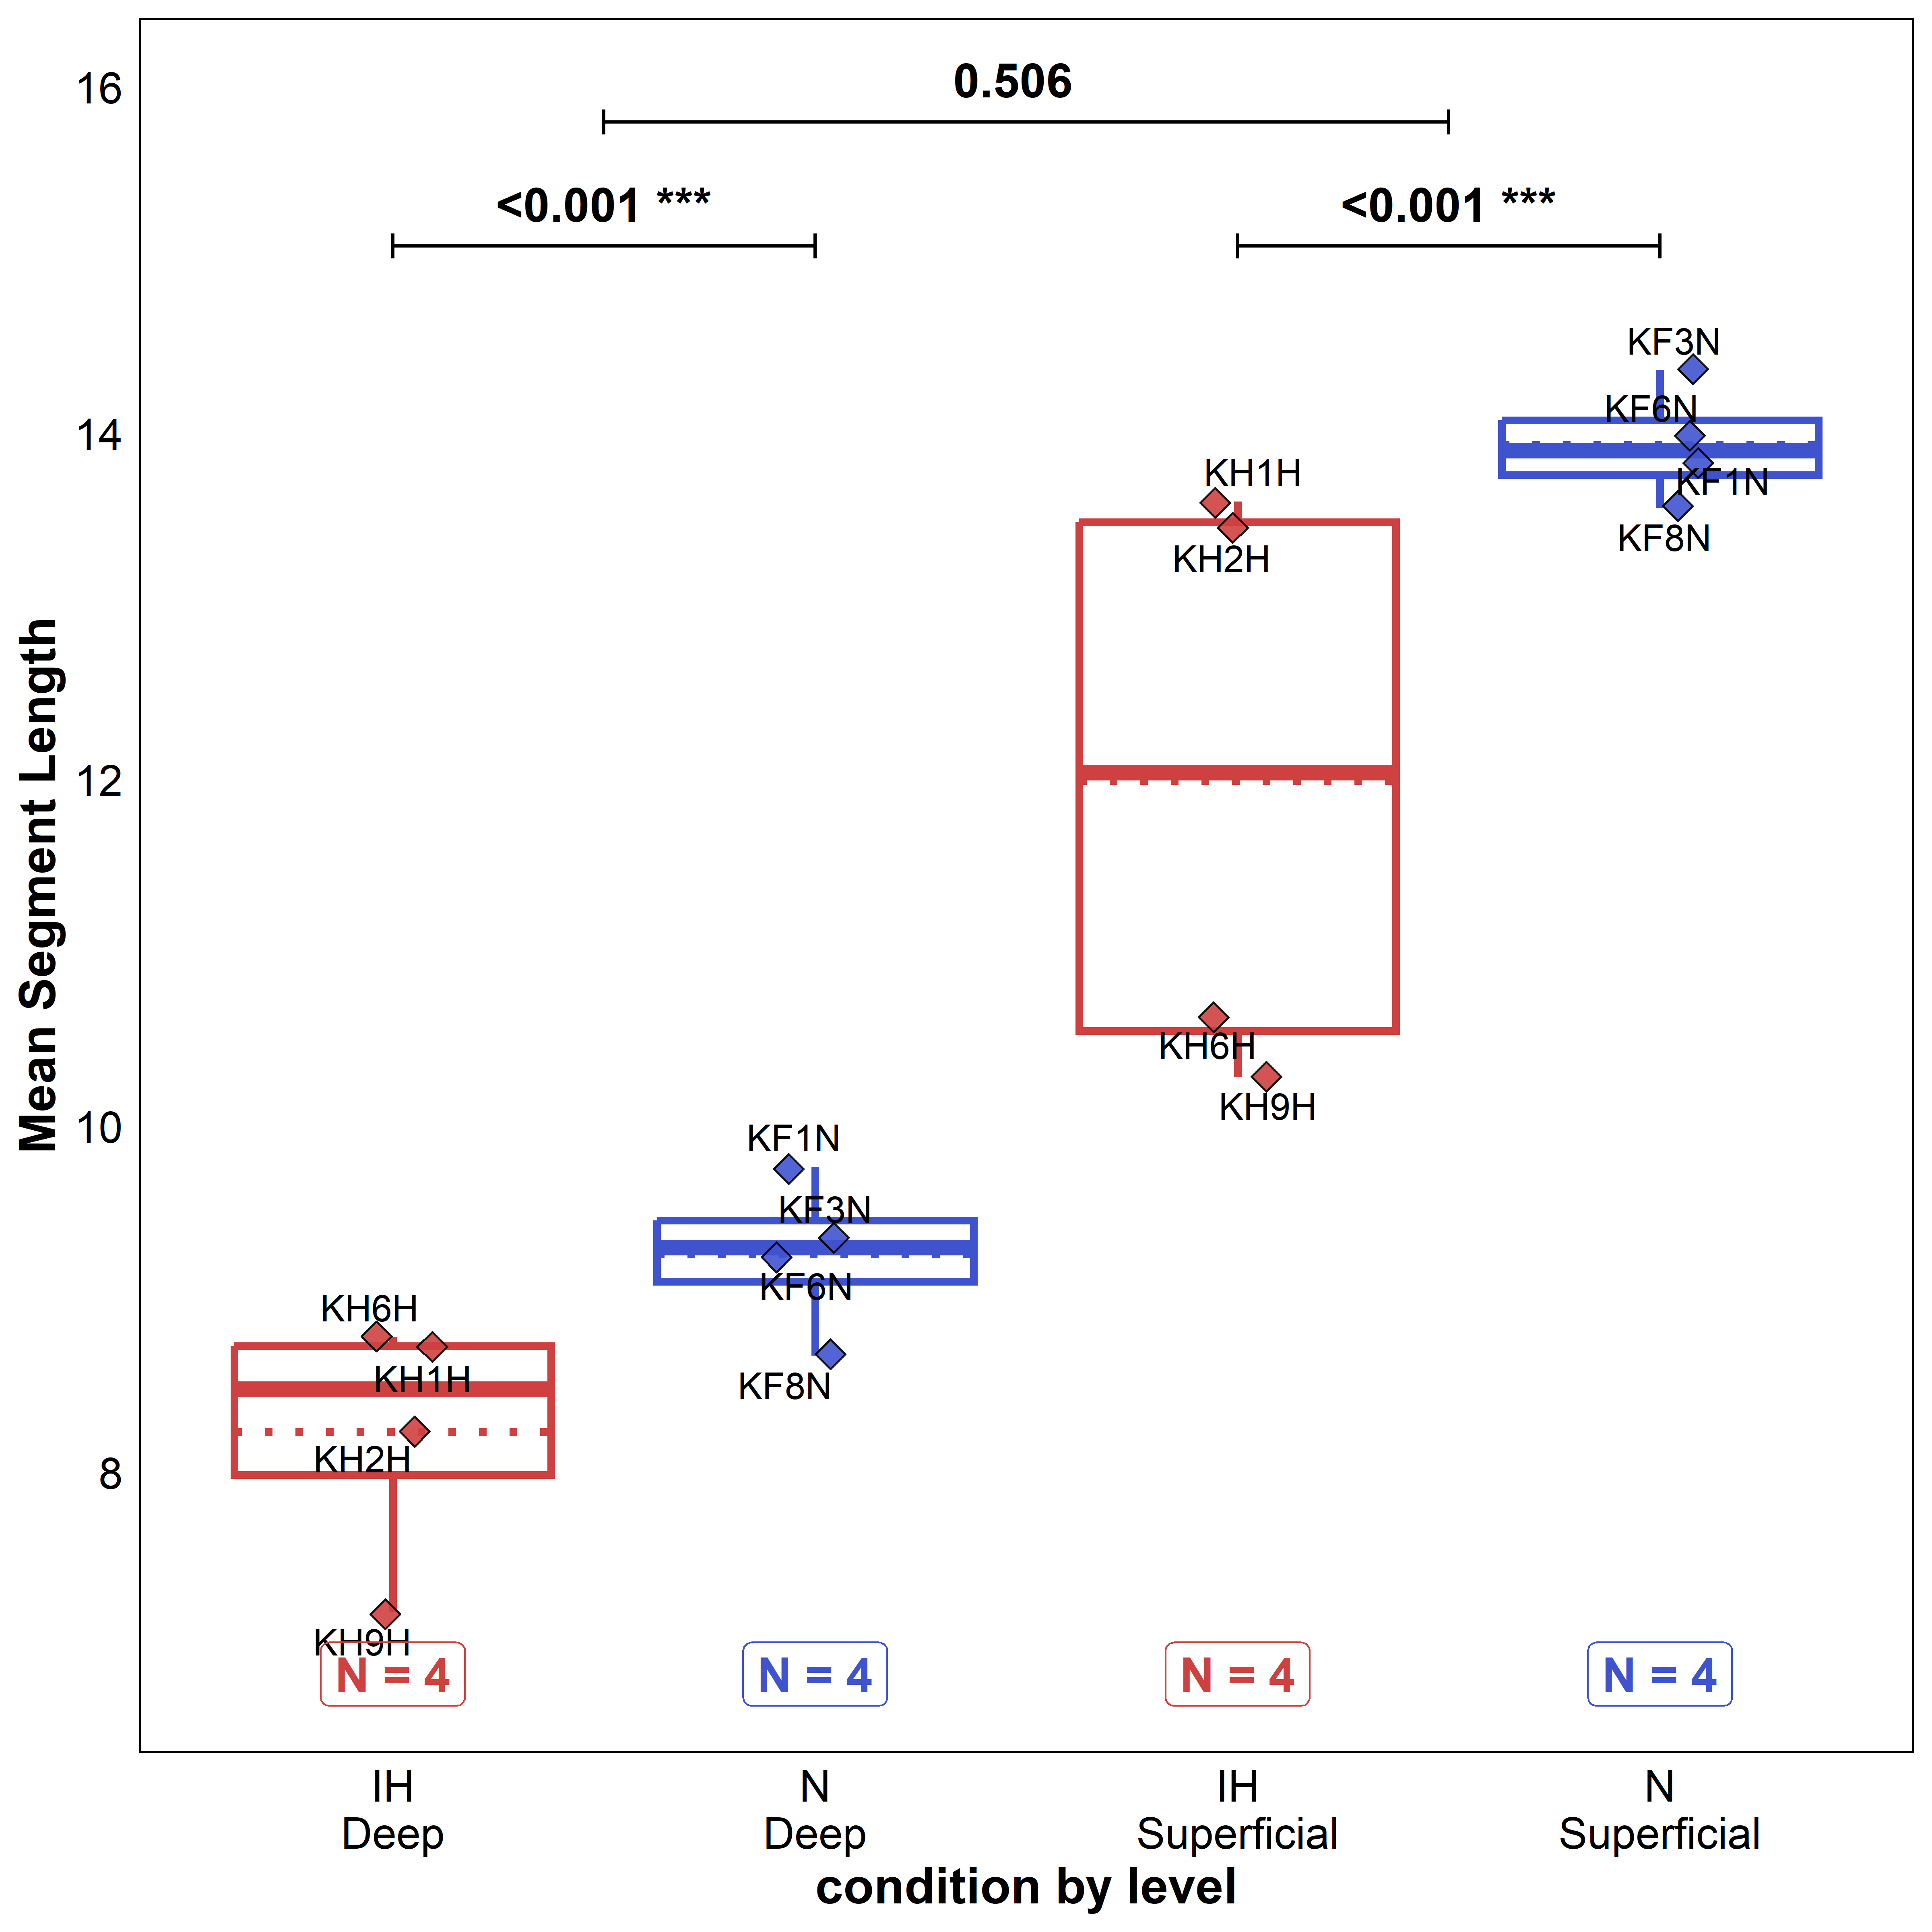 16
0.506
<0.001 ***
<0.001 ***
KF3N
KF6N
14
KH1H
KF1N
KF8N
KH2H
Mean Segment Length
12
KH6H
KH9H
10
KF1N
KF3N
KF6N
KH6H
KH1H
KF8N
8
KH2H
KH9H
N = 4
N = 4
N = 4
N = 4
IH
Deep
N
Deep
IH
Superficial
N
Superficial
condition by level